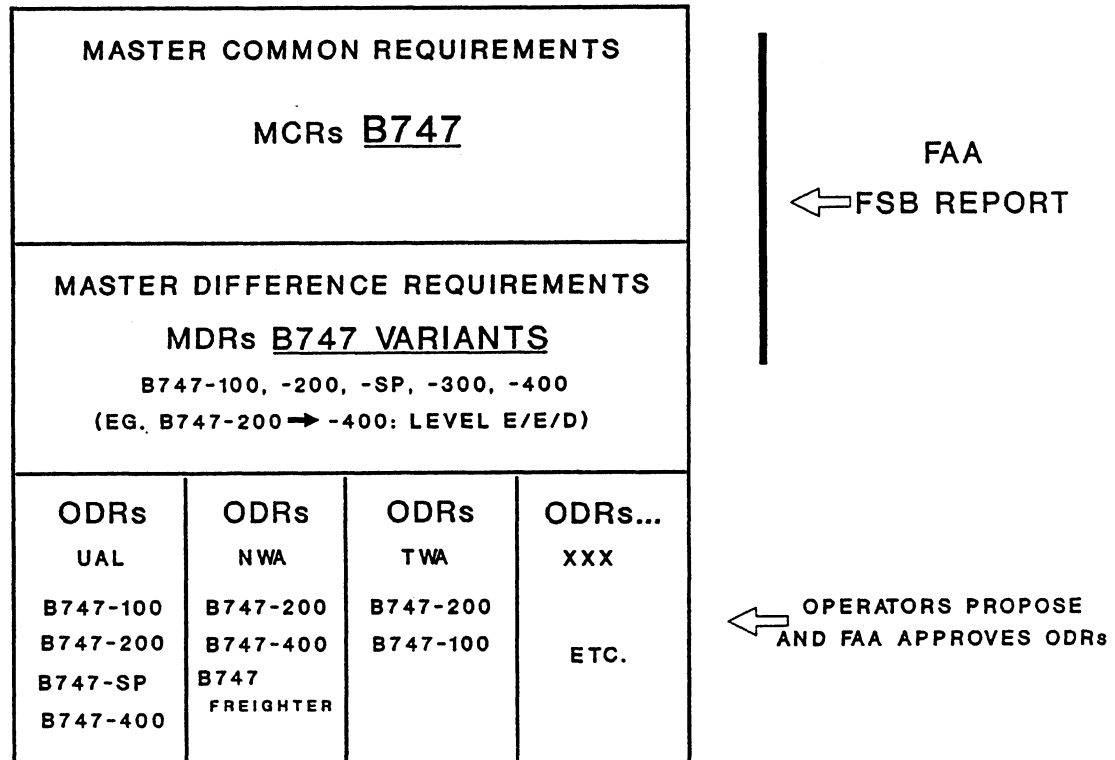 MASTER COMMON REQUIREMENTS
MCRs B747
FAA
FSB REPORT
MASTER DIFFERENCE REQUIREMENTS
MDRs B747 VARIANTS
B747-100, -200, -SP, -300, -400
(EG. B747-200 → -400: LEVEL E/E/D)
ODRs
UAL
B747-100
B747-200
B747-SP
B747-400
ODRs
NWA
B747-200
B747-400
B747
FREIGHTER
ODRs
TWA
B747-200
B747-100
ODRs...
XXX
ETC.
OPERATORS PROPOSE
AND FAA APPROVES ODRs